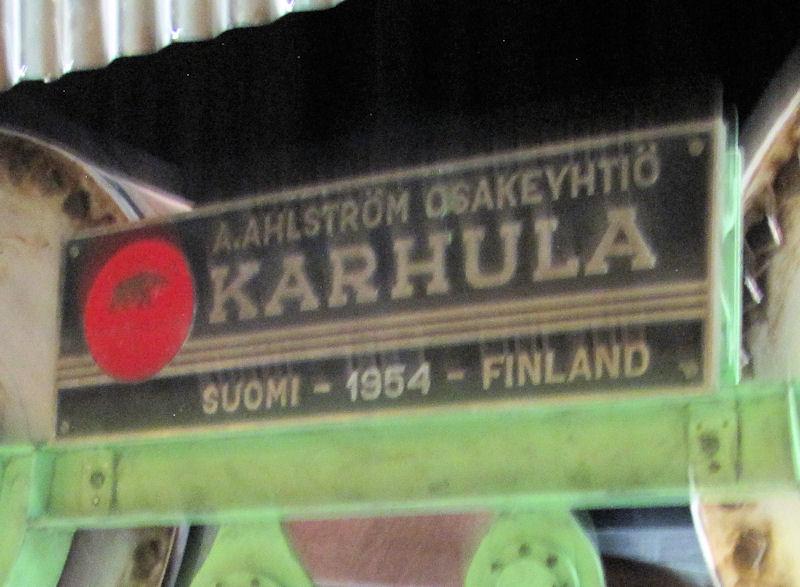 A.AHLSTRÖM OSAKEYHTIÖ
KARHULA
SUOMI - 1954 - FINLAND